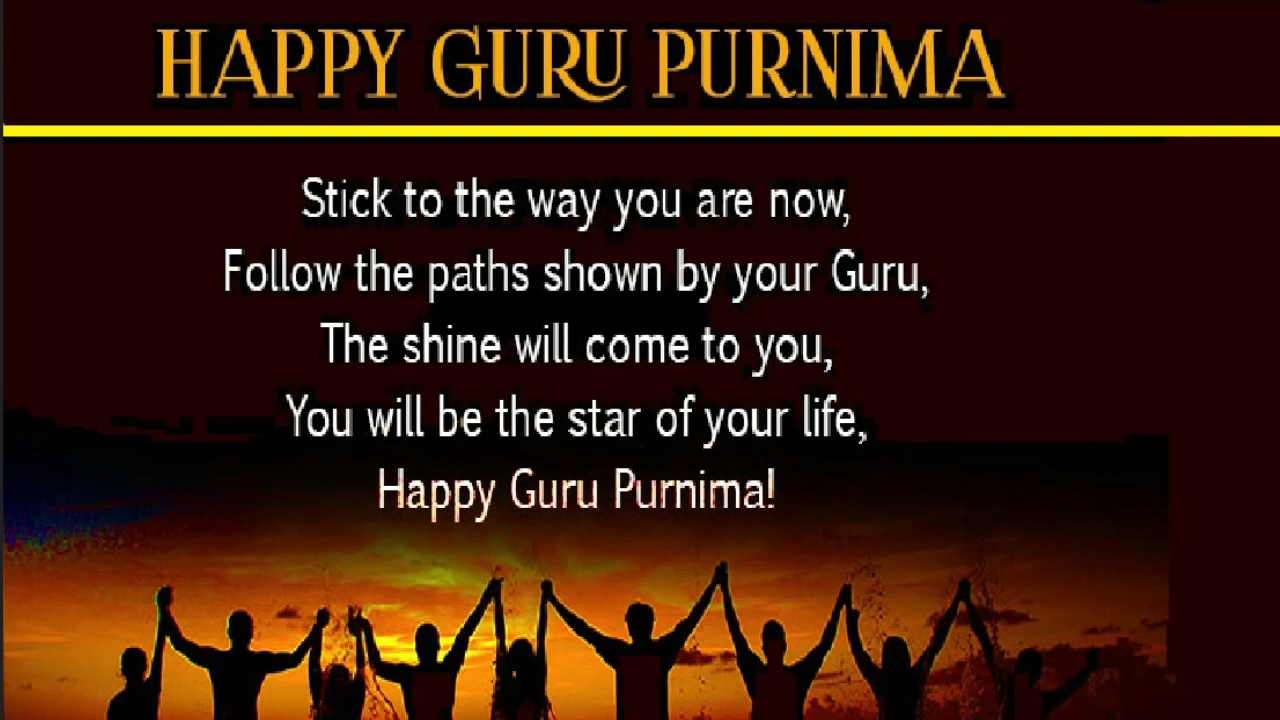 HAPPY GURU PURNIMA
Stick to the way you are now,
Follow the paths shown by your Guru,
The shine will come to you,
You will be the star of your life,
Happy Guru Purnima!